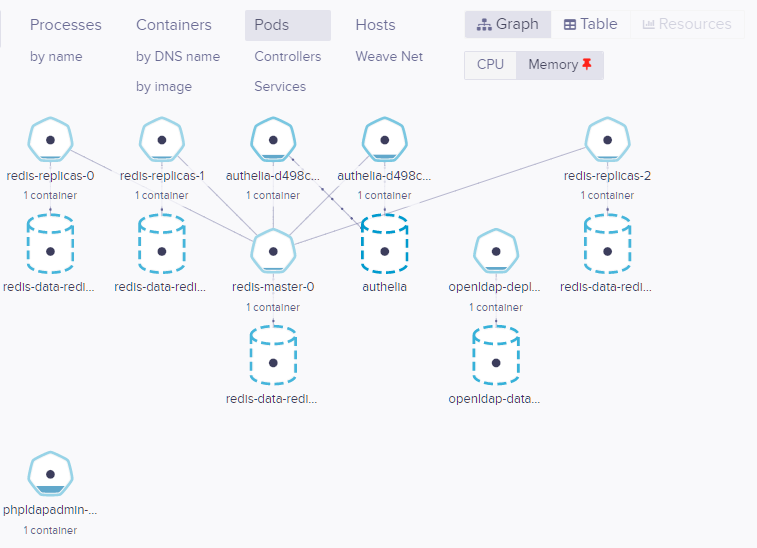 Processes Containers Pods Hosts Graph Table Resources
by name by DNS name Controllers Weave Net CPU Memory
by image Services
redis-replicas-0 redis-replicas-1 authelia-d498c... authelia-d498c... redis-replicas-2
1 container 1 container 1 container 1 container 1 container
redis-data-redi... redis-data-redi... redis-master-0 authelia openldap-depl... redis-data-redi...
1 container 1 container
redis-data-redi... openldap-data...
phpldapadmin-...
1 container